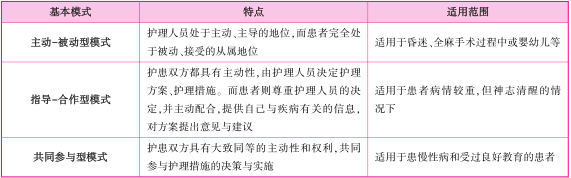 基本模式
特点
适用范围
主动-被动型模式
护理人员处于主动、主导的地位,而患者完全处
于被动、接受的从属地位
适用于昏迷、全麻手术过程中或婴幼儿等
指导-合作型模式
护患双方都具有主动性,由护理人员决定护理
方案、护理措施。而患者则尊重护理人员的决
定,并主动配合,提供自己与疾病有关的信息,
对方案提出意见与建议
适用于患者病情较重,但神志清醒的情
况下
共同参与型模式
护患双方具有大致同等的主动性和权利,共同
参与护理措施的决策与实施
适用于患慢性病和受过良好教育的患者